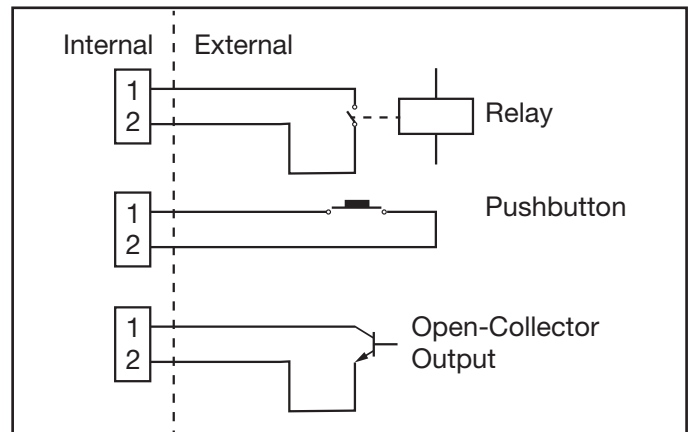 Internal External
1
2
Relay
1
2
Pushbutton
1
2
Open-Collector
Output